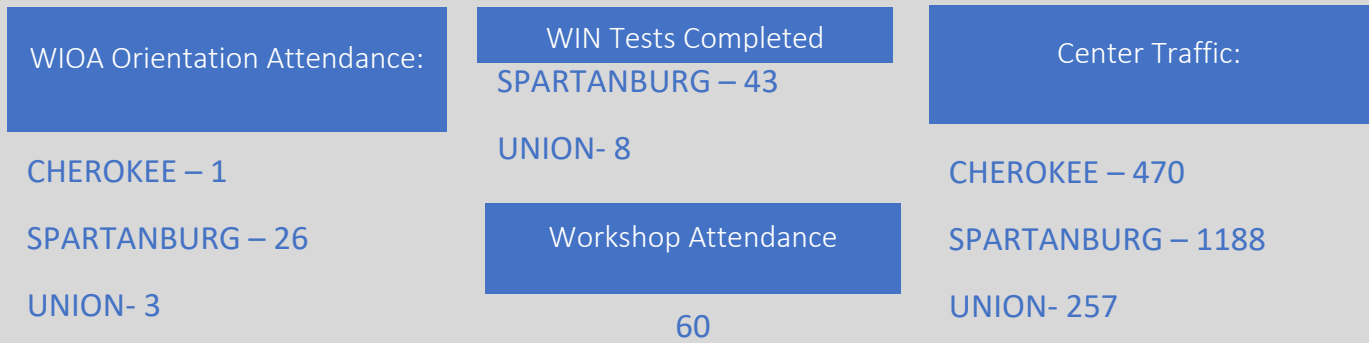 WIOA Orientation Attendance:
CHEROKEE – 1
SPARTANBURG – 26
UNION- 3
WIN Tests Completed
SPARTANBURG – 43
UNION- 8
Workshop Attendance
60
Center Traffic:
CHEROKEE – 470
SPARTANBURG – 1188
UNION- 257